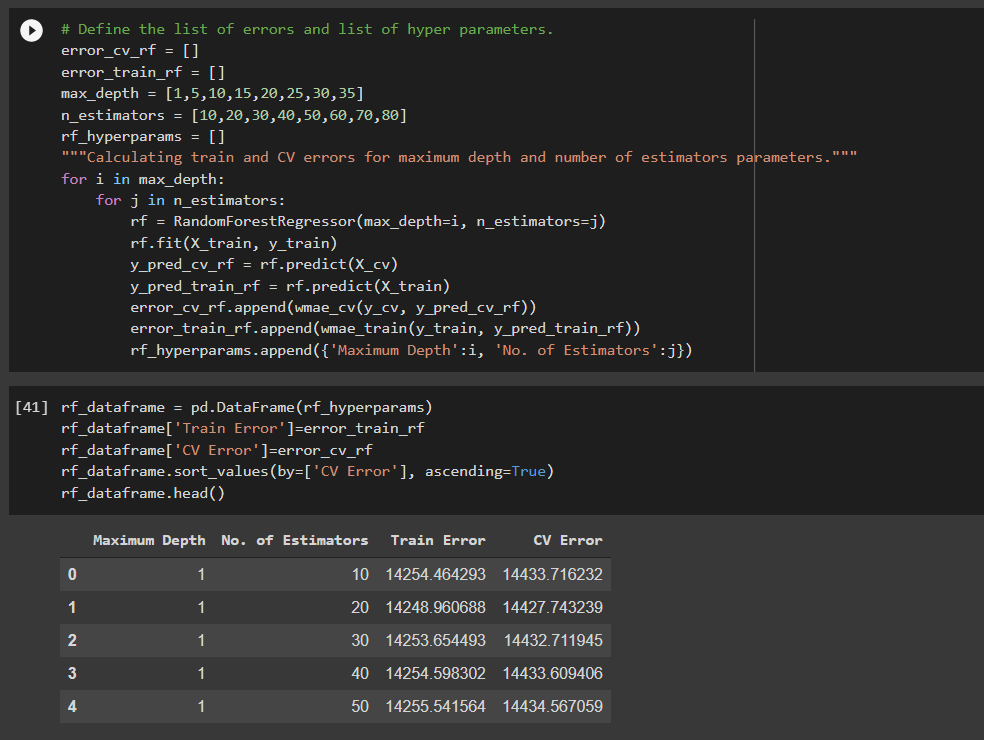 # Define the list of errors and list of hyper parameters.
error_cv_rf = []
error_train_rf = []
max_depth = [1,5,10,15,20,25,30,35]
n_estimators = [10,20,30,40,50,60,70,80]
rf_hyperparams = []
"""Calculating train and CV errors for maximum depth and number of estimators parameters."""
for i in max_depth:
    for j in n_estimators:
        rf = RandomForestRegressor(max_depth=i, n_estimators=j)
        rf.fit(X_train, y_train)
        y_pred_cv_rf = rf.predict(X_cv)
        y_pred_train_rf = rf.predict(X_train)
        error_cv_rf.append(wmae_cv(y_cv, y_pred_cv_rf))
        error_train_rf.append(wmae_train(y_train, y_pred_train_rf))
        rf_hyperparams.append({'Maximum Depth':i, 'No. of Estimators':j})
[41] rf_dataframe = pd.DataFrame(rf_hyperparams)
rf_dataframe['Train Error']=error_train_rf
rf_dataframe['CV Error']=error_cv_rf
rf_dataframe.sort_values(by=['CV Error'], ascending=True)
rf_dataframe.head()
Maximum Depth No. of Estimators Train Error CV Error
0 1 10 14254.464293 14433.716232
1 1 20 14248.960688 14427.743239
2 1 30 14253.654493 14432.711945
3 1 40 14254.598302 14433.609406
4 1 50 14255.541564 14434.567059